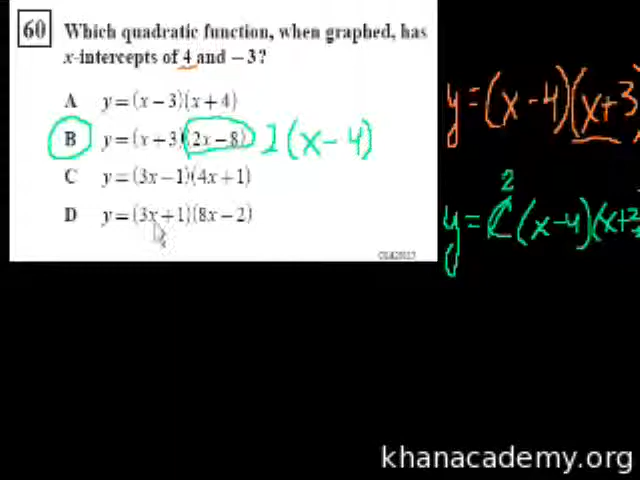 60 Which quadratic function, when graphed, has
x-intercepts of 4 and −3?
A y=(x−3)(x+4)
B y=(x+3)(2x−8) 2(x-4)
C y=(3x−1)(4x+1)
D y=(3x+1)(8x−2)
y=(x-4)(x+3)
2
y=C(x-4)(x+3
khanacademy.org